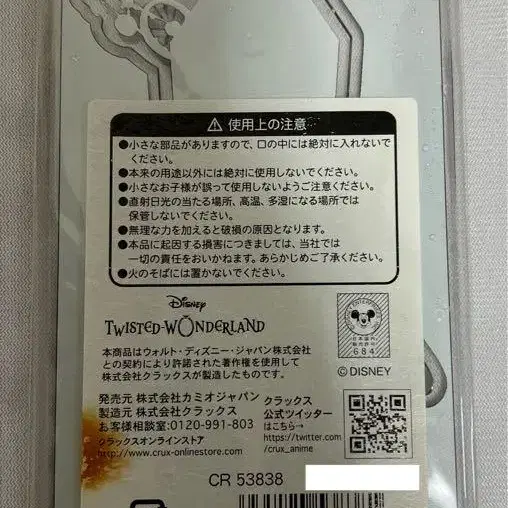 ⚠ 使用上の注意
●小さな部品がありますので、口の中には絶対に入れないで
ください。
●本来の用途以外には絶対に使用しないでください。
●小さなお子様が誤って使用しないようご注意ください。
●直射日光の当たる場所、高温、多湿になる場所では
保管しないでください。
●無理な力を加えると破損の原因となります。
●本品に起因する損害につきましては、当社では
一切の責任をおいかねます。あらかじめご了承ください。
●火のそばには置かないでください。
Disney
TWISTED-WONDERLAND
本商品はウォルト・ディズニー・ジャパン株式会社
との契約により許諾された著作権を使用して
株式会社クラックスが製造したものです。
日本国内
販売許可
684
© DISNEY
発売元 株式会社カミオジャパン
製造元 株式会社クラックス
お客様相談室:0120-991-803
クラックスオンラインストア
http://www.crux-onlinestore.com
クラックス
公式ツイッター
はこちら→
https://twitter.com
/crux_anime
CR 53838